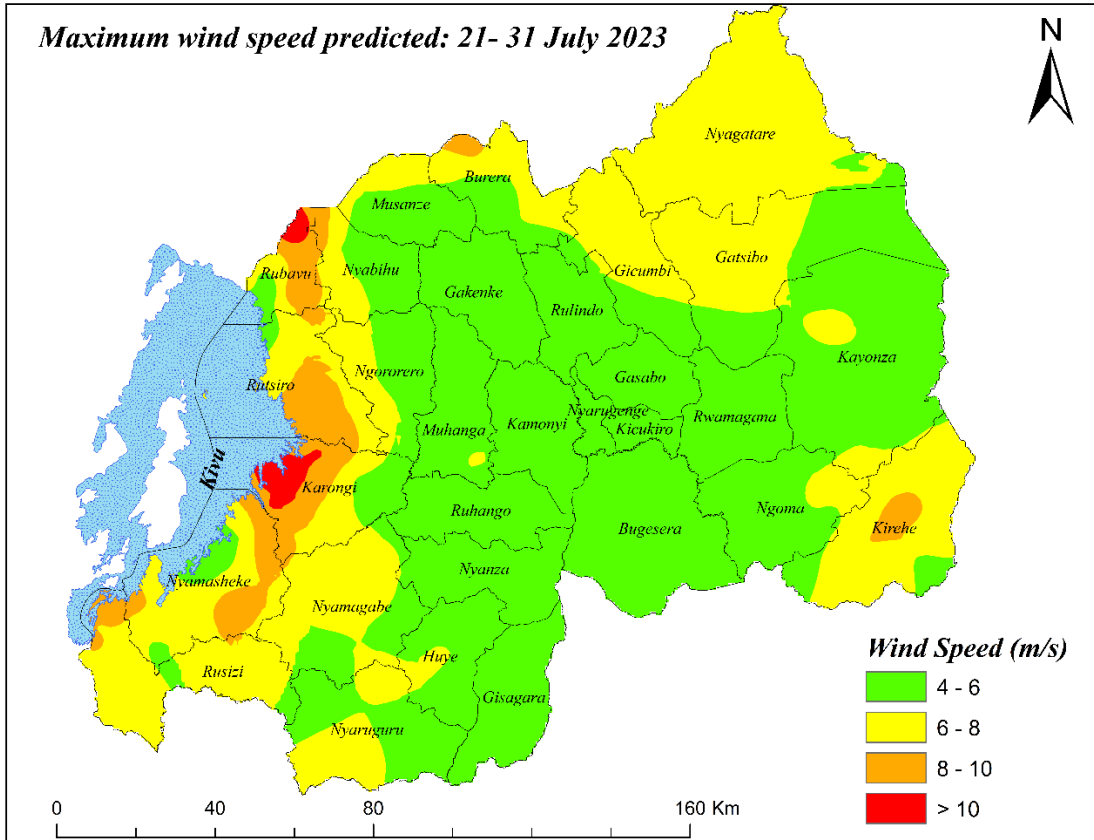 Maximum wind speed predicted: 21- 31 July 2023
N
Nyagatare
Burera
Musanze
Rubavu
Nyabihu
Gicumbi
Gatsibo
Gakenke
Rulindo
Kayonza
Rutsiro
Ngororero
Gasabo
Nyarugenge
Rwamagana
Muhanga
Kamonyi
Kicukiro
Kivu
Karongi
Ruhango
Bugesera
Ngoma
Kirehe
Nyamasheke
Nyanza
Nyamagabe
Rusizi
Huye
Gisagara
Nyaruguru
Wind Speed (m/s)
4 - 6
6 - 8
8 - 10
> 10
0 40 80 160 Km